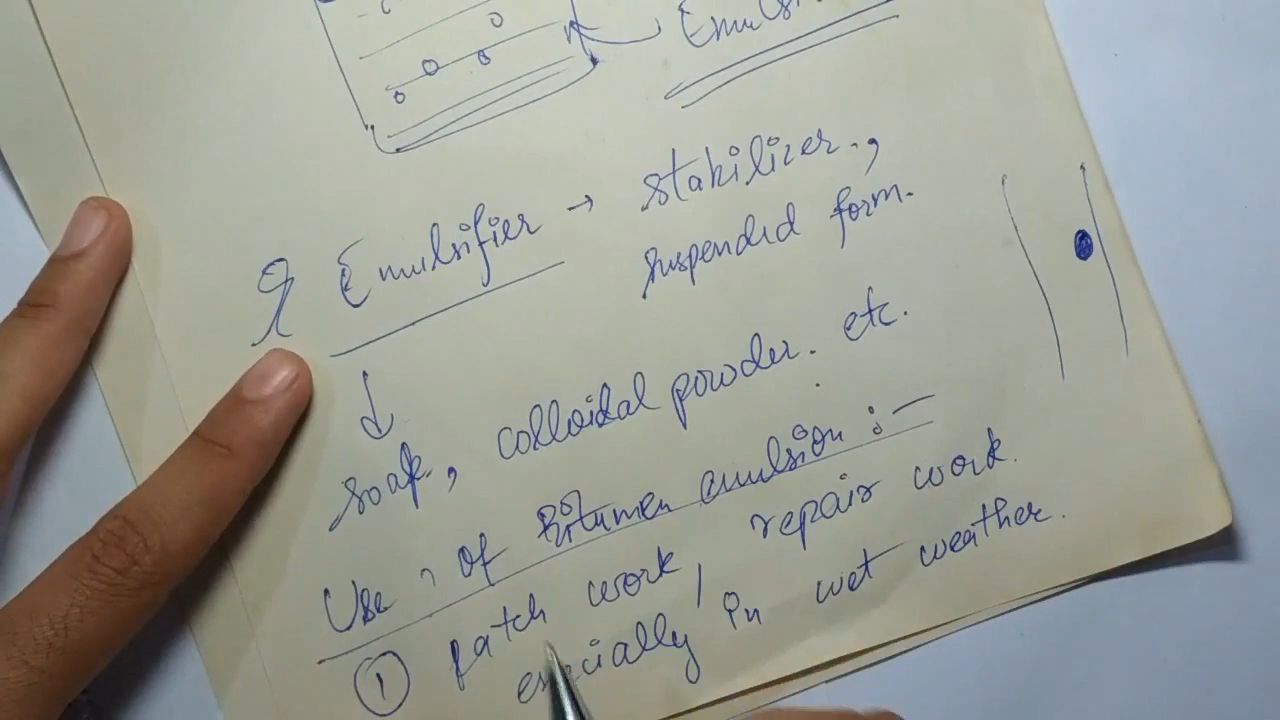 Emulsifier → stabilizer.,
suspended form.
soap, colloidal powder. etc.
Use of Bitumen emulsion :-
① patch work, repair work.
especially in wet weather.